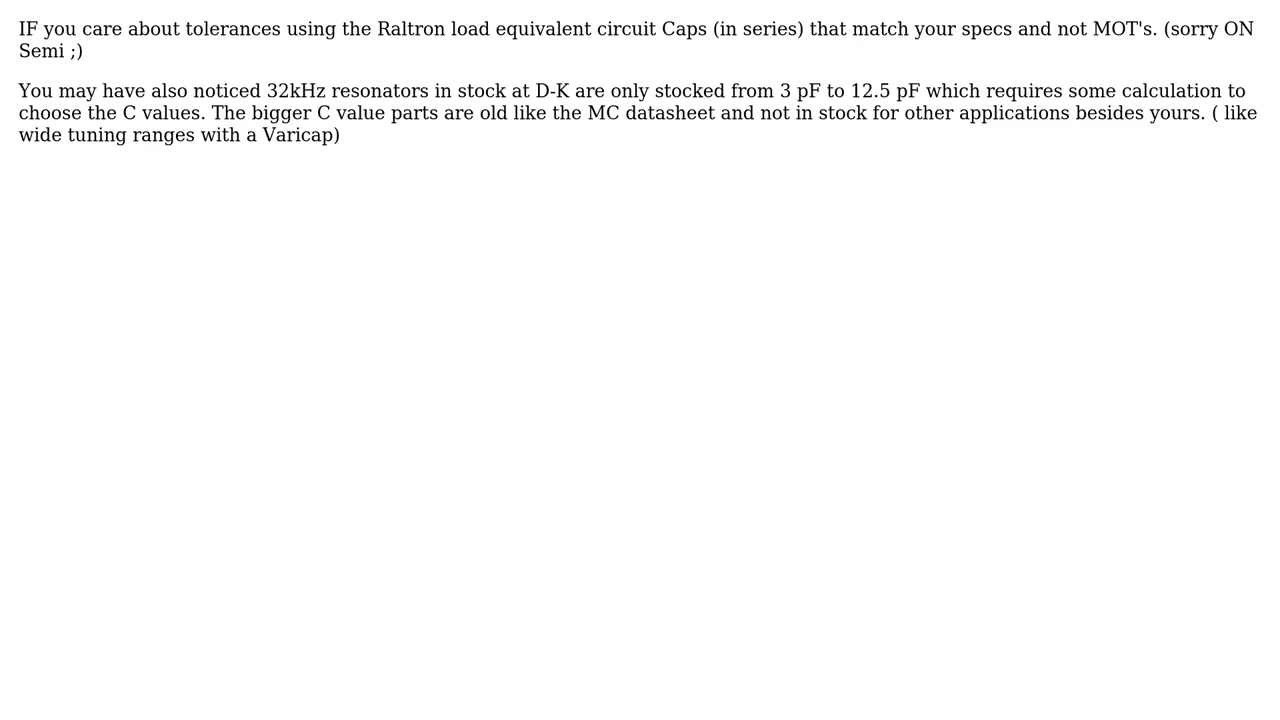 IF you care about tolerances using the Raltron load equivalent circuit Caps (in series) that match your specs and not MOT's. (sorry ON
Semi ;)
You may have also noticed 32kHz resonators in stock at D-K are only stocked from 3 pF to 12.5 pF which requires some calculation to
choose the C values. The bigger C value parts are old like the MC datasheet and not in stock for other applications besides yours. ( like
wide tuning ranges with a Varicap)